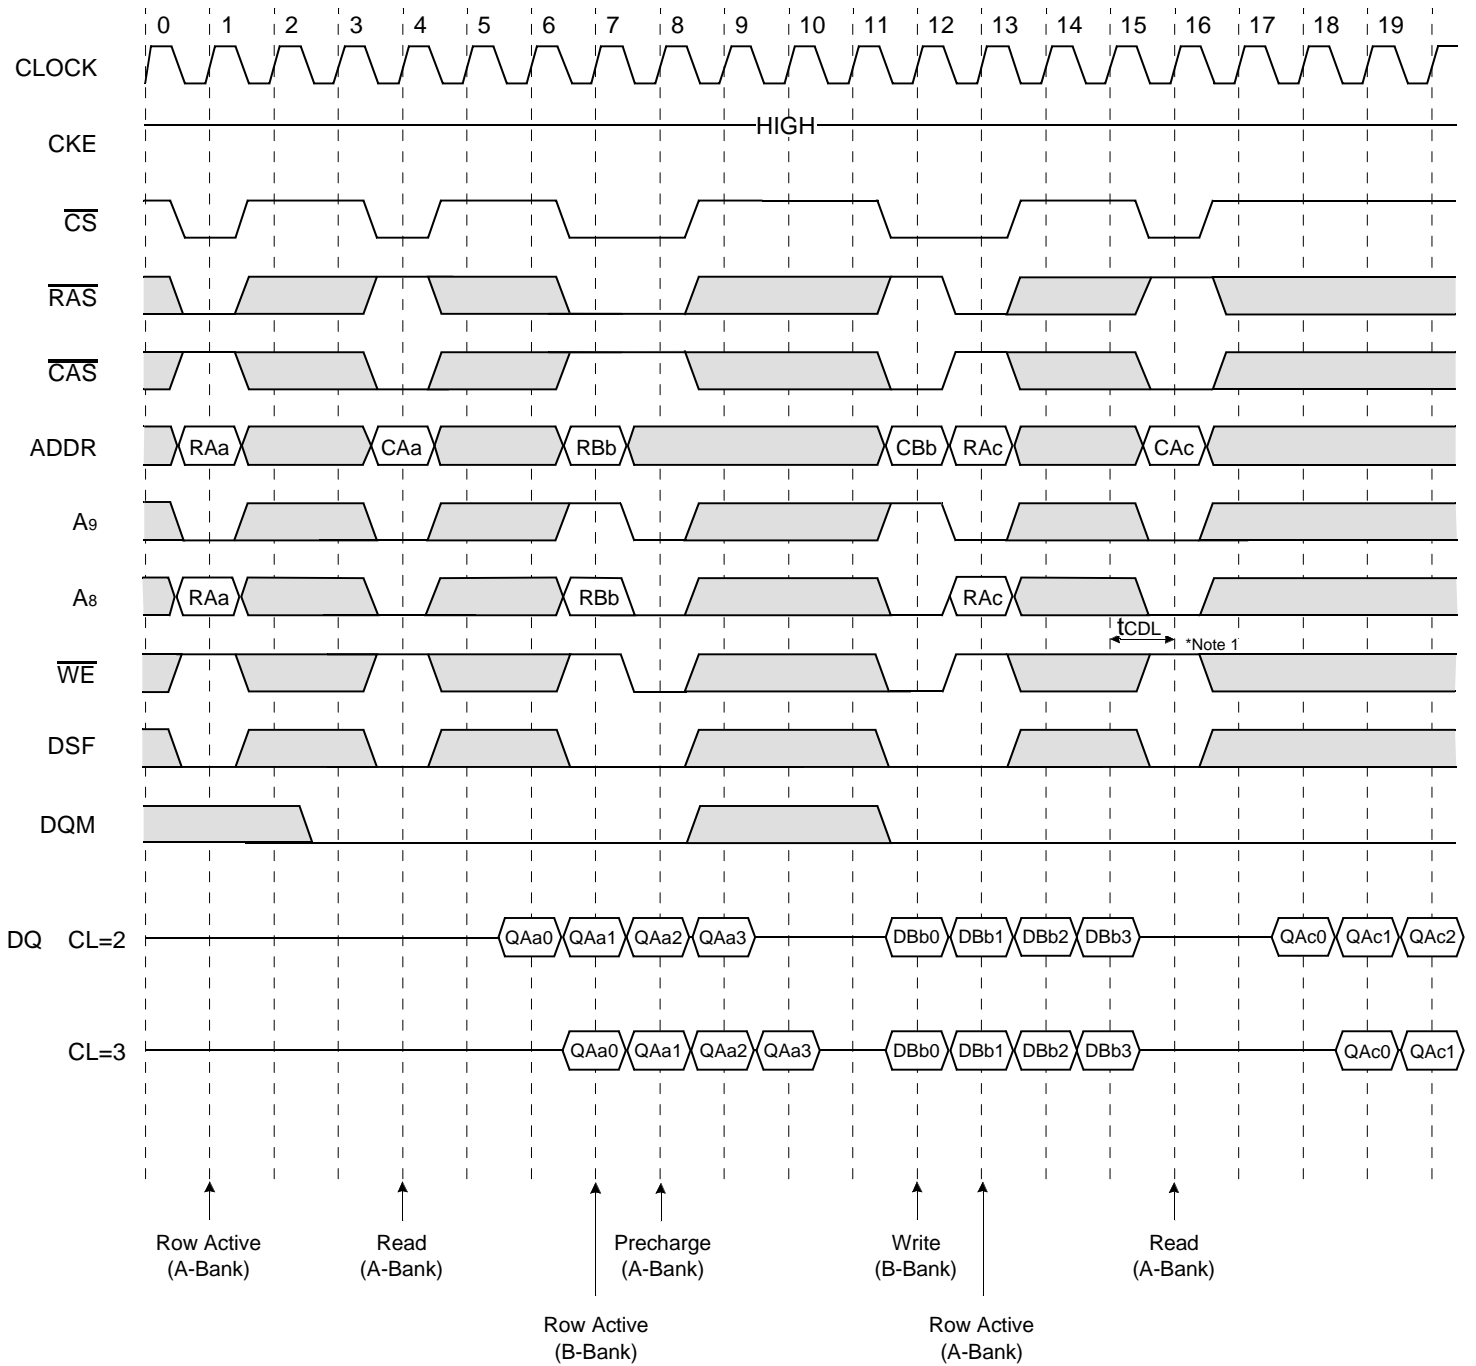 0 1 2 3 4 5 6 7 8 9 10 11 12 13 14 15 16 17 18 19
CLOCK
HIGH
CKE
CS
RAS
CAS
ADDR RAa CAa RBb CBb RAc CAc
A9
A8 RAa RBb RAc
tCDL *Note 1
WE
DSF
DQM
DQ CL=2 QAa0 QAa1 QAa2 QAa3 DBb0 DBb1 DBb2 DBb3 QAc0 QAc1 QAc2
CL=3 QAa0 QAa1 QAa2 QAa3 DBb0 DBb1 DBb2 DBb3 QAc0 QAc1
Row Active
(A-Bank)
Read
(A-Bank)
Precharge
(A-Bank)
Write
(B-Bank)
Read
(A-Bank)
Row Active
(B-Bank)
Row Active
(A-Bank)